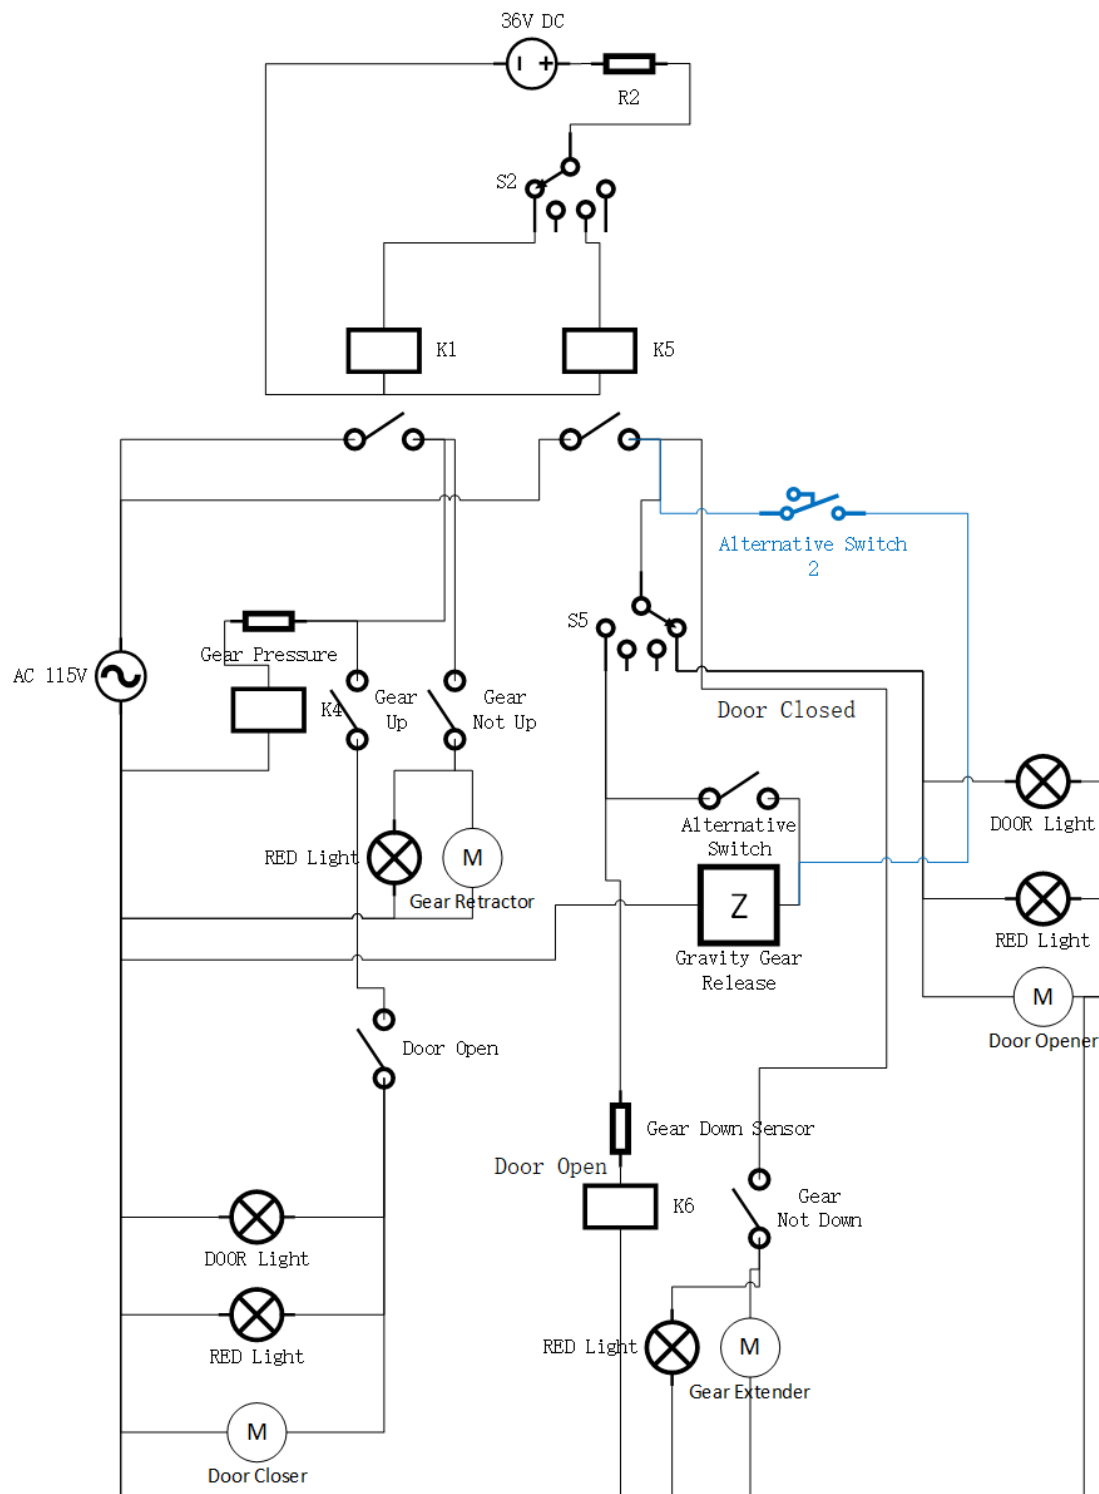 36V DC
R2
S2
K1
K5
Alternative Switch
2
S5
Gear Pressure
AC 115V
K4
Gear
Up
Gear
Not Up
Door Closed
DOOR Light
Alternative
Switch
RED Light
M
Gear Retractor
Z
Gravity Gear
Release
RED Light
M
Door Opener
Door Open
Gear Down Sensor
Door Open
K6
Gear
Not Down
DOOR Light
RED Light
RED Light
M
Gear Extender
M
Door Closer